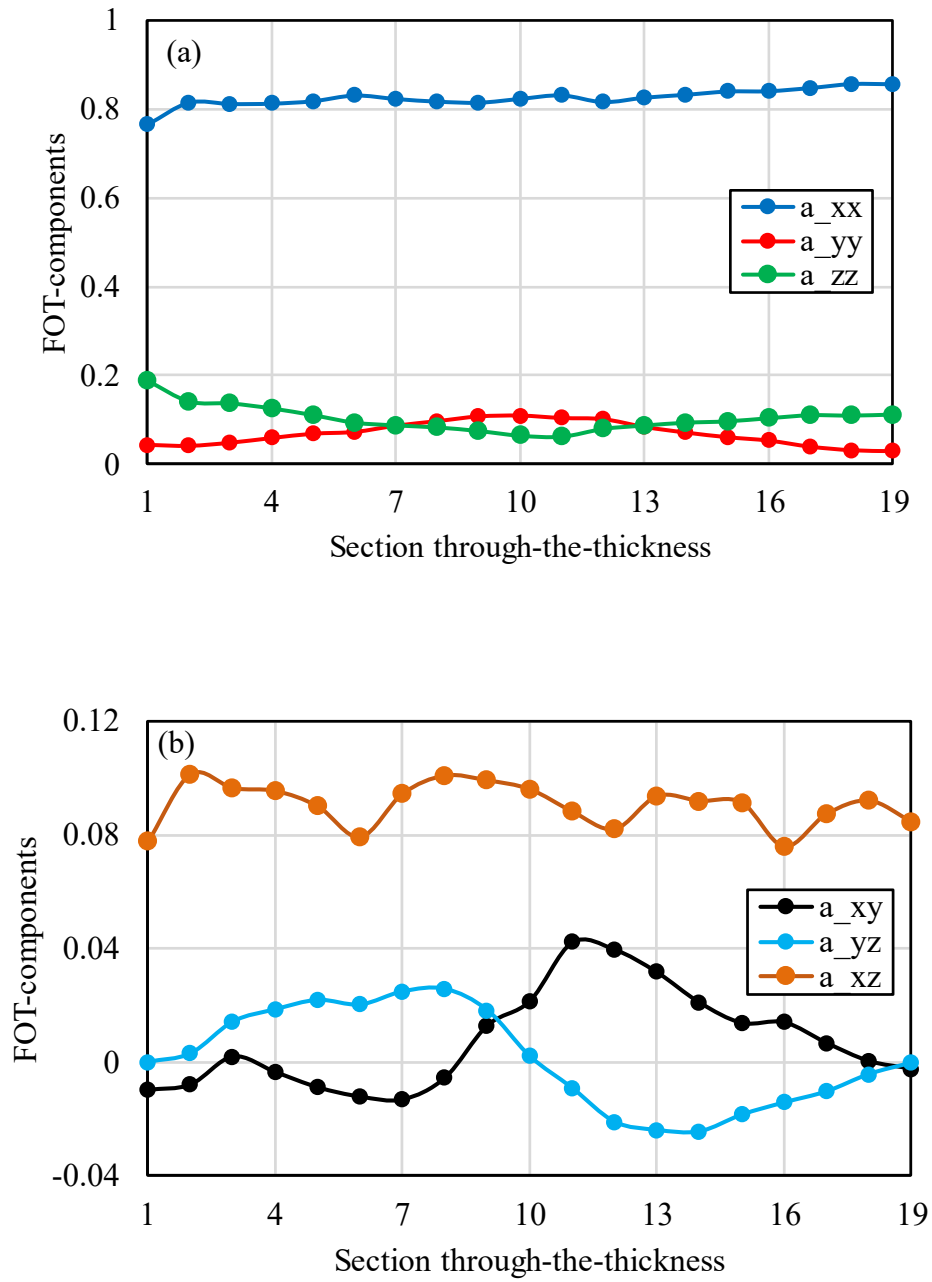 (a)
FOT-components
1
0.8
0.6
0.4
0.2
0
a_xx
a_yy
a_zz
1 4 7 10 13 16 19
Section through-the-thickness
(b)
FOT-components
0.12
0.08
0.04
0
-0.04
a_xy
a_yz
a_xz
1 4 7 10 13 16 19
Section through-the-thickness